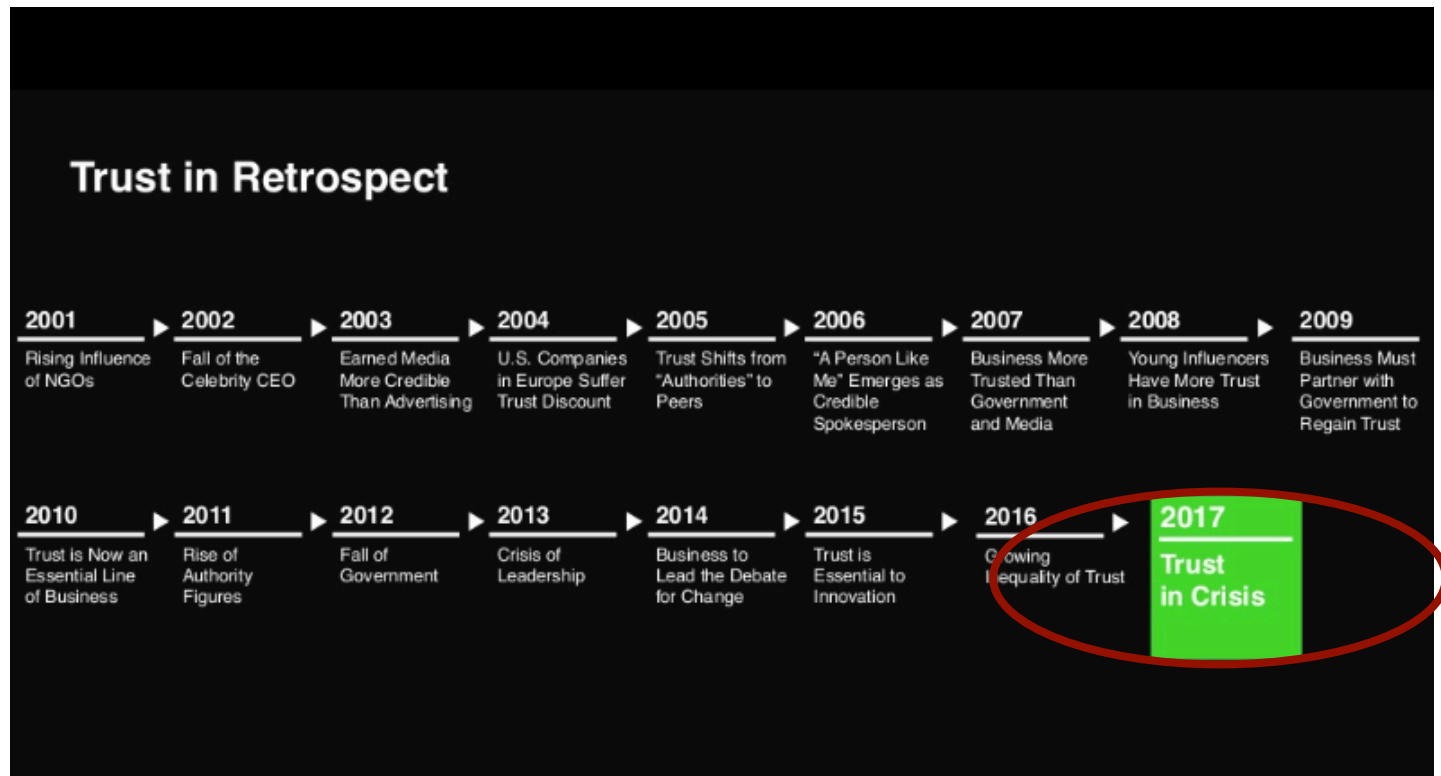 Trust in Retrospect
2001
Rising Influence
of NGOs
2002
Fall of the
Celebrity CEO
2003
Earned Media
More Credible
Than Advertising
2004
U.S. Companies
in Europe Suffer
Trust Discount
2005
Trust Shifts from
"Authorities" to
Peers
2006
"A Person Like
Me" Emerges as
Credible
Spokesperson
2007
Business More
Trusted Than
Government
and Media
2008
Young Influencers
Have More Trust
in Business
2009
Business Must
Partner with
Government to
Regain Trust
2010
Trust is Now an
Essential Line
of Business
2011
Rise of
Authority
Figures
2012
Fall of
Government
2013
Crisis of
Leadership
2014
Business to
Lead the Debate
for Change
2015
Trust is
Essential to
Innovation
2016
Growing
Inequality of Trust
2017
Trust
in Crisis